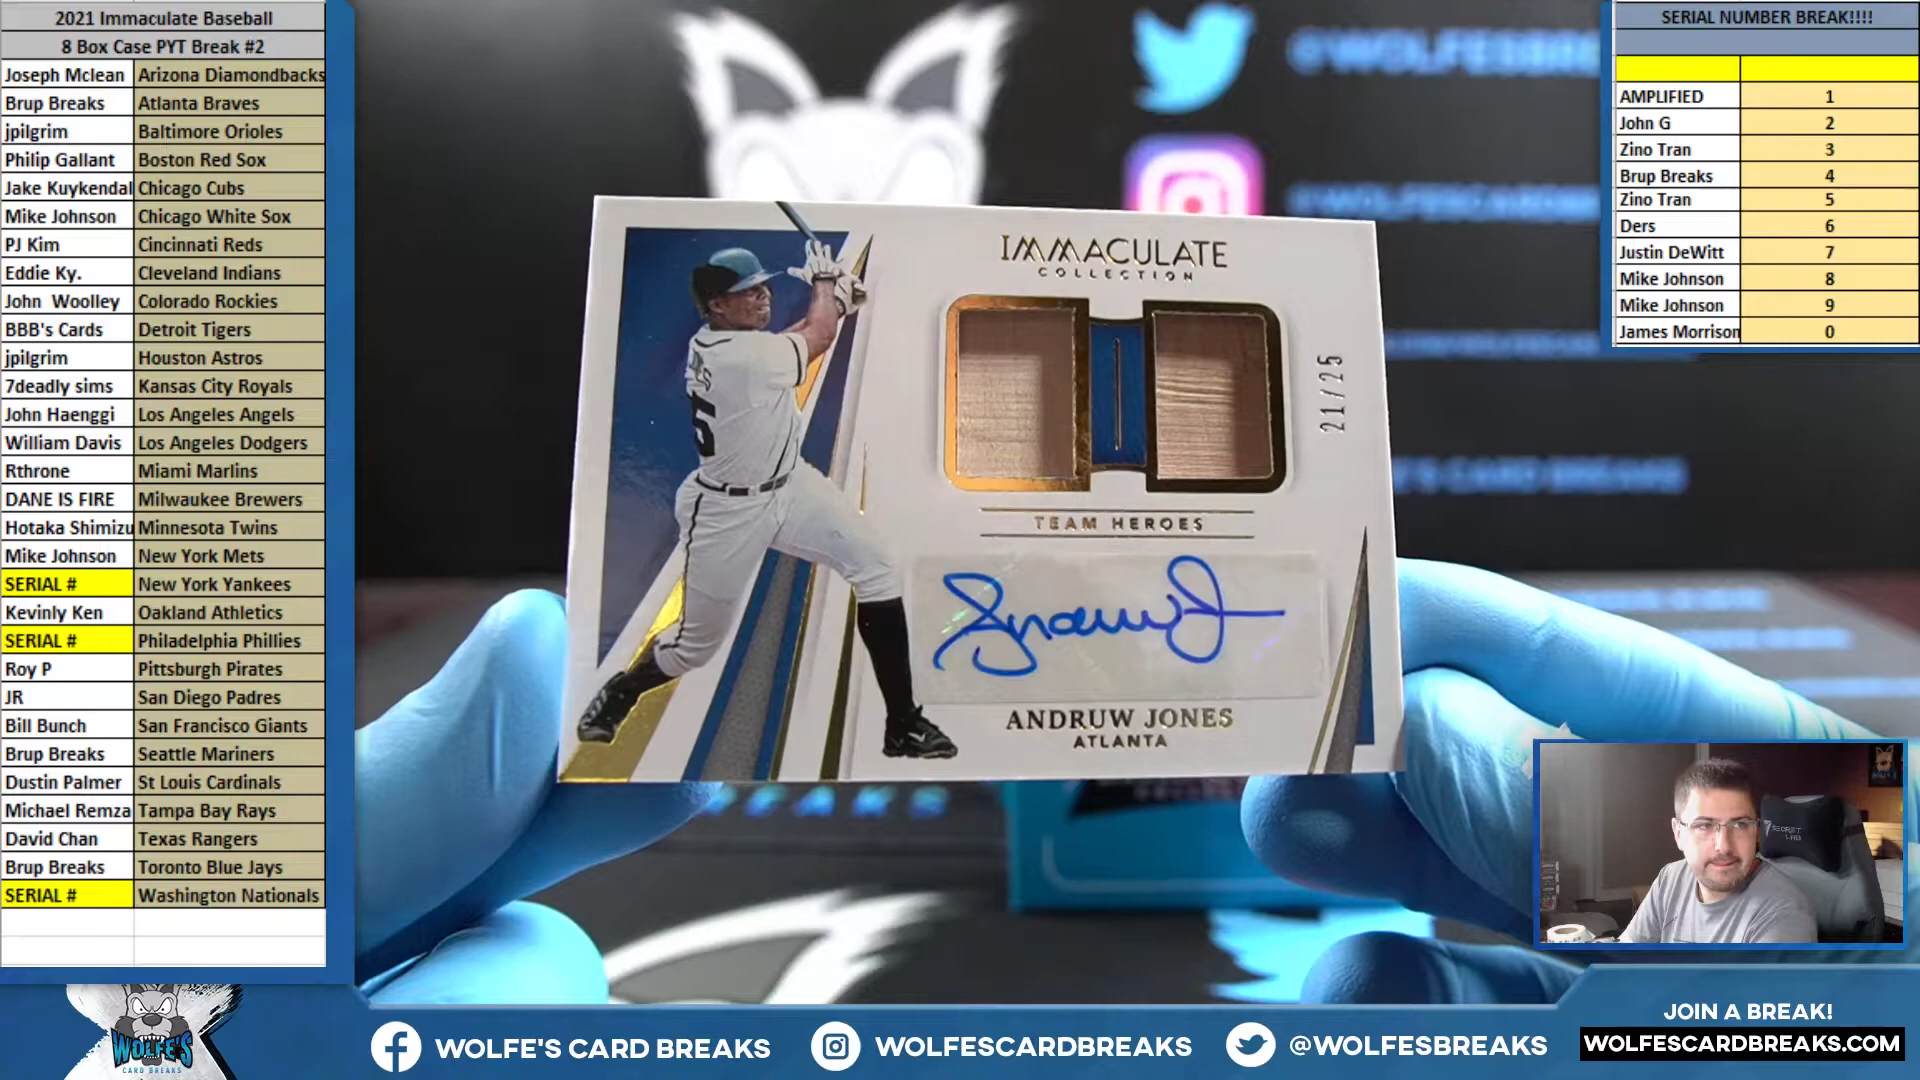 2021 Immaculate Baseball
8 Box Case PYT Break #2
Joseph Mclean Arizona Diamondbacks
Brup Breaks Atlanta Braves
jpilgrim Baltimore Orioles
Philip Gallant Boston Red Sox
Jake Kuykendal Chicago Cubs
Mike Johnson Chicago White Sox
PJ Kim Cincinnati Reds
Eddie Ky. Cleveland Indians
John Woolley Colorado Rockies
BBB's Cards Detroit Tigers
jpilgrim Houston Astros
7deadly sims Kansas City Royals
John Haenggi Los Angeles Angels
William Davis Los Angeles Dodgers
Rthrone Miami Marlins
DANE IS FIRE Milwaukee Brewers
Hotaka Shimizu Minnesota Twins
Mike Johnson New York Mets
SERIAL # New York Yankees
Kevinly Ken Oakland Athletics
SERIAL # Philadelphia Phillies
Roy P Pittsburgh Pirates
JR San Diego Padres
Bill Bunch San Francisco Giants
Brup Breaks Seattle Mariners
Dustin Palmer St Louis Cardinals
Michael Remza Tampa Bay Rays
David Chan Texas Rangers
Brup Breaks Toronto Blue Jays
SERIAL # Washington Nationals
IMMACULATE
COLLECTION
21/25
TEAM HEROES
ANDRUW JONES
ATLANTA
5
SERIAL NUMBER BREAK!!!!
AMPLIFIED 1
John G 2
Zino Tran 3
Brup Breaks 4
Zino Tran 5
Ders 6
Justin DeWitt 7
Mike Johnson 8
Mike Johnson 9
James Morrison 0
@WOLFESBRE
WOLFE'S
CARD BREAKS
WOLFE'S CARD BREAKS
WOLFESCARDBREAKS
@WOLFESBREAKS
JOIN A BREAK!
WOLFESCARDBREAKS.COM